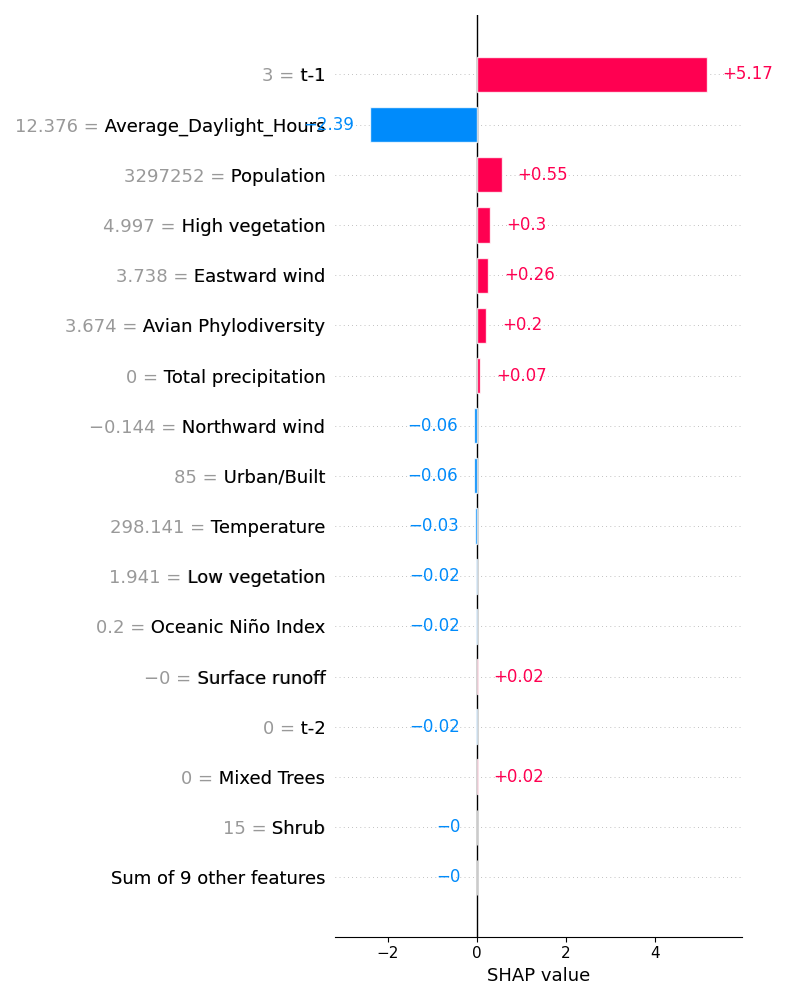 3 = t-1 +5.17
12.376 = Average_Daylight_Hours −2.39
3297252 = Population +0.55
4.997 = High vegetation +0.3
3.738 = Eastward wind +0.26
3.674 = Avian Phylodiversity +0.2
0 = Total precipitation +0.07
−0.144 = Northward wind −0.06
85 = Urban/Built −0.06
298.141 = Temperature −0.03
1.941 = Low vegetation −0.02
0.2 = Oceanic Niño Index −0.02
−0 = Surface runoff +0.02
0 = t-2 −0.02
0 = Mixed Trees +0.02
15 = Shrub −0
Sum of 9 other features −0
−2 0 2 4
SHAP value